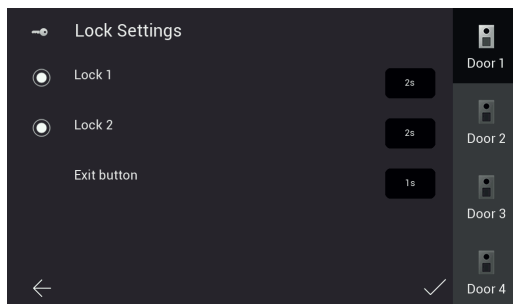 Lock Settings
Lock 1
2s
Lock 2
2s
Exit button
1s
Door 1
Door 2
Door 3
Door 4